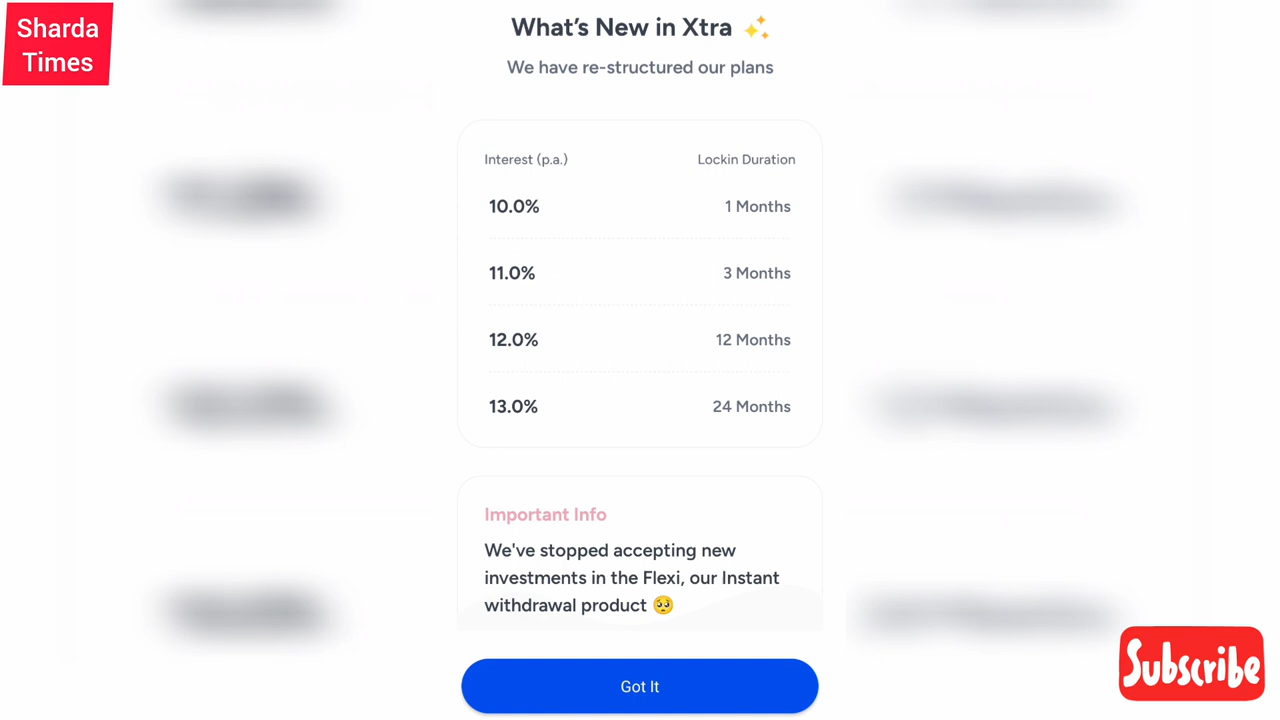 Sharda
Times
What's New in Xtra ✨
We have re-structured our plans
Interest (p.a.) Lockin Duration
10.0% 1 Months
11.0% 3 Months
12.0% 12 Months
13.0% 24 Months
Important Info
We've stopped accepting new
investments in the Flexi, our Instant
withdrawal product 🥺
Got It
Subscribe